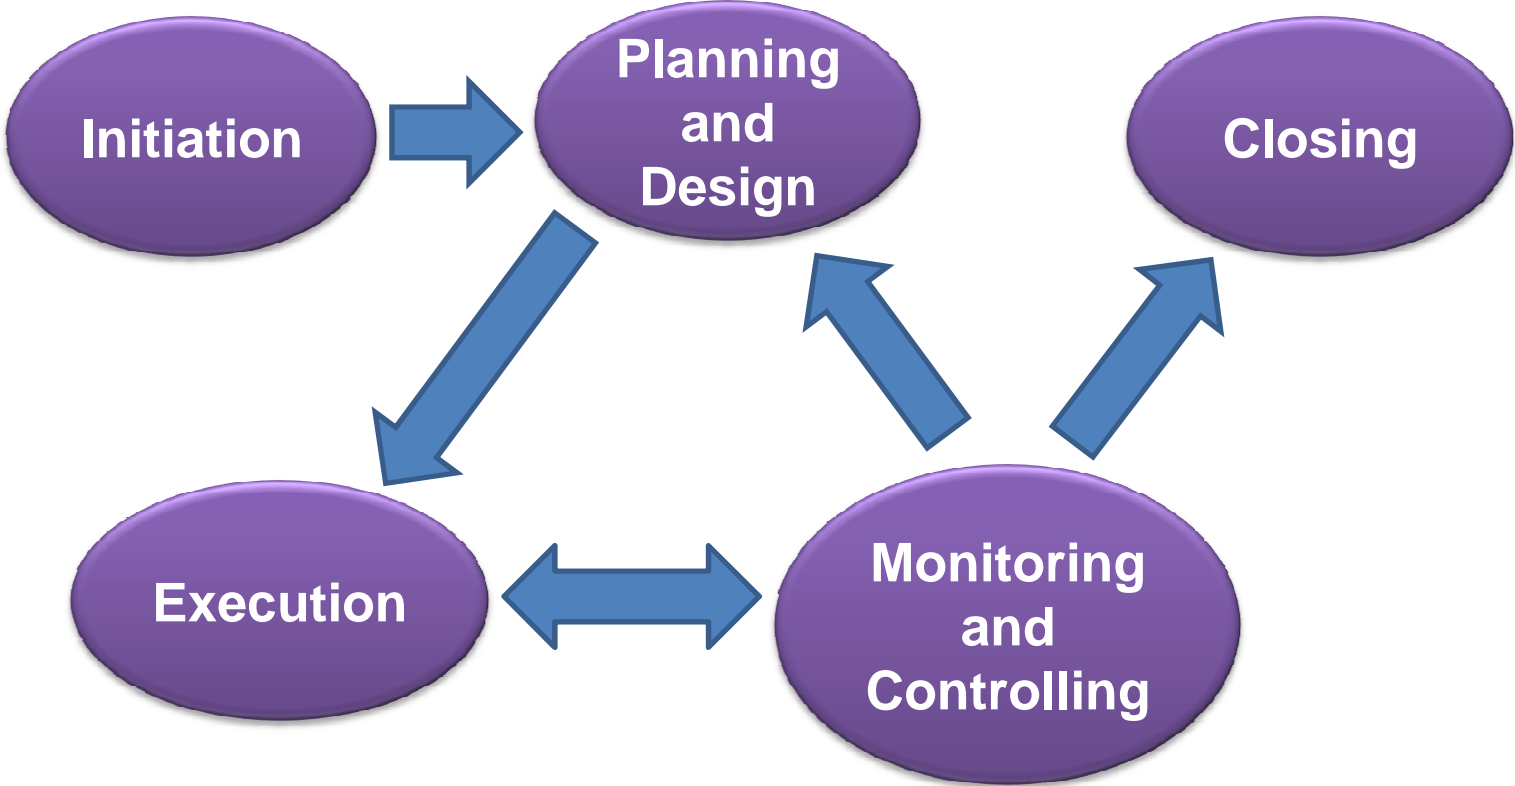 Initiation
Planning
and
Design
Closing
Execution
Monitoring
and
Controlling